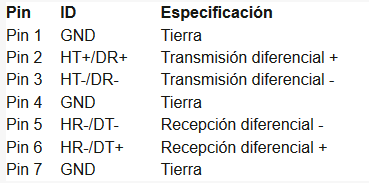 Pin ID Especificación
Pin 1 GND Tierra
Pin 2 HT+/DR+ Transmisión diferencial +
Pin 3 HT-/DR- Transmisión diferencial -
Pin 4 GND Tierra
Pin 5 HR-/DT- Recepción diferencial -
Pin 6 HR-/DT+ Recepción diferencial +
Pin 7 GND Tierra